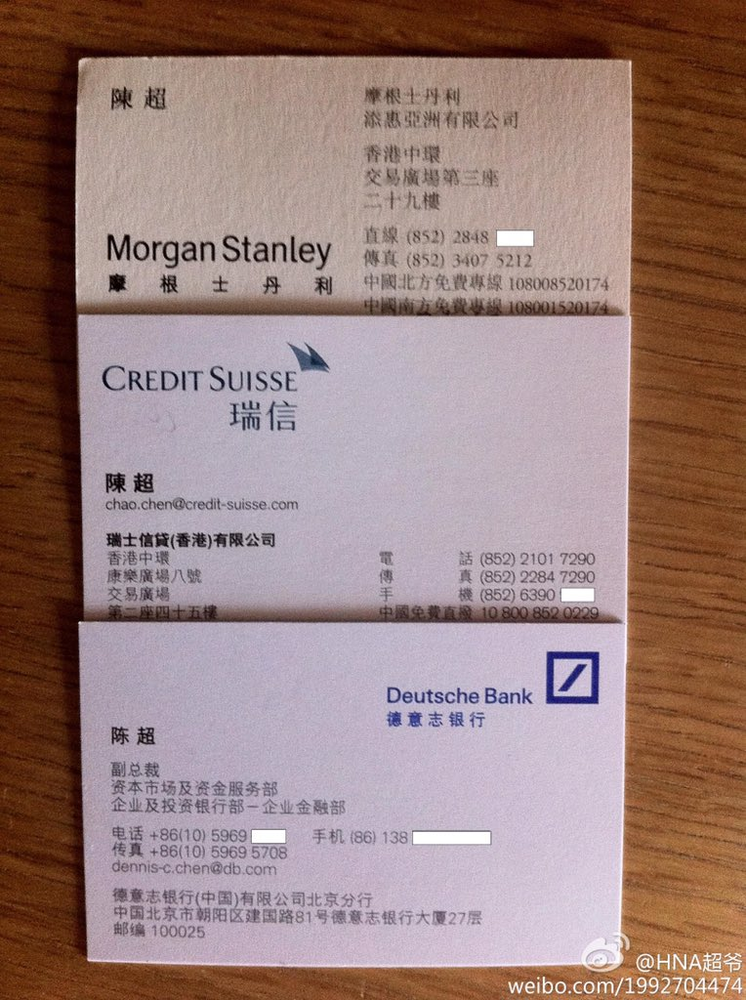 陳超
摩根士丹利
添惠亞洲有限公司
香港中環
交易廣場第三座
二十九樓
直線 (852) 2848
傳真 (852) 3407 5212
中國北方免費專線 108008520174
中國南方免費專線 108001520174
Morgan Stanley
摩根士丹利
CREDIT SUISSE
瑞信
陳超
chao.chen@credit-suisse.com
瑞士信貸(香港)有限公司
香港中環
康樂廣場八號
交易廣場
第二座四十五樓
電話 (852) 2101 7290
傳真 (852) 2284 7290
手機 (852) 6390
中國免費直撥 10 800 852 0229
Deutsche Bank
德意志银行
陈超
副总裁
资本市场及资金服务部
企业及投资银行部－企业金融部
电话 +86(10) 5969 手机 (86) 138
传真 +86(10) 5969 5708
dennis-c.chen@db.com
德意志银行(中国)有限公司北京分行
中国北京市朝阳区建国路81号德意志银行大厦27层
邮编 100025
@HNA超爷
weibo.com/1992704474